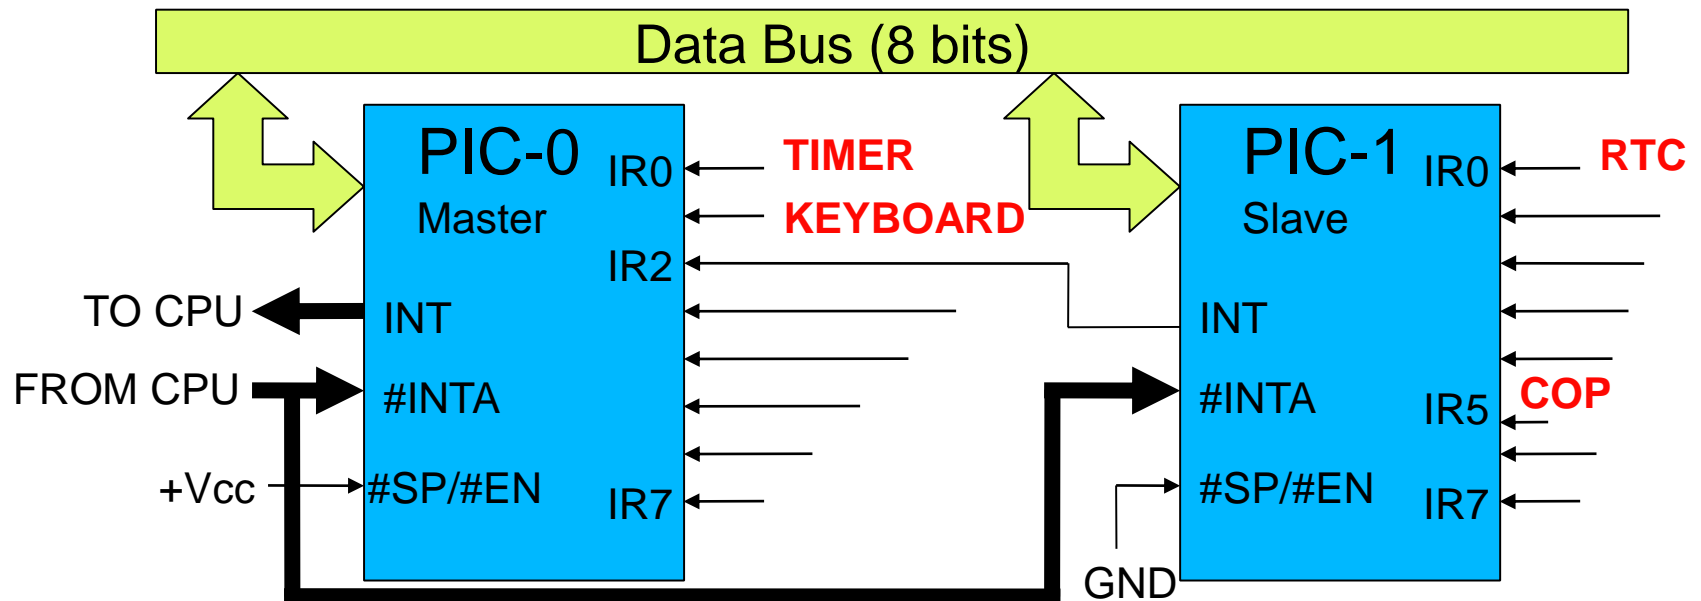 Data Bus (8 bits)
PIC-0
Master
IR0
TIMER
KEYBOARD
IR2
TO CPU
INT
FROM CPU
#INTA
+Vcc
#SP/#EN
IR7
PIC-1
Slave
IR0
RTC
INT
#INTA
IR5
COP
#SP/#EN
IR7
GND